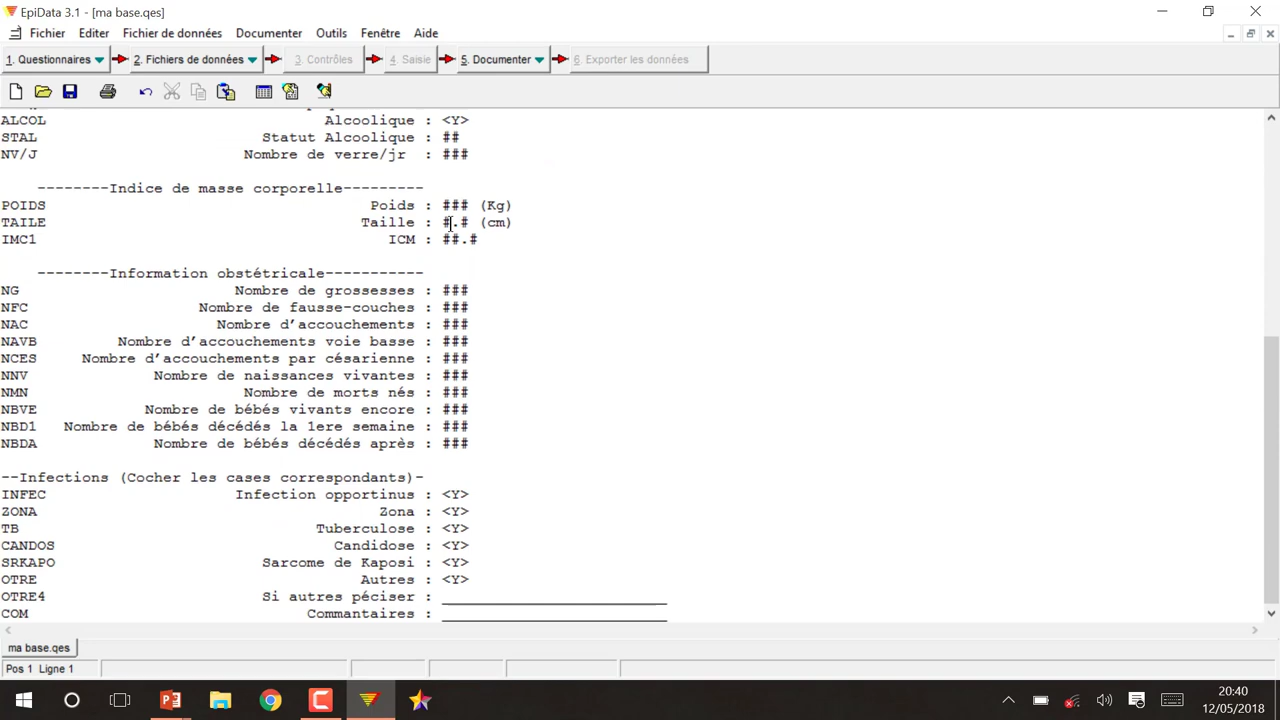 EpiData 3.1 - [ma base.qes]
Fichier Editer Fichier de données Documenter Outils Fenêtre Aide
1. Questionnaires 2. Fichiers de données 3. Contrôles 4 Saisie 5. Documenter 6. Exporter les données
ALCOL Alcoolique : <Y>
STAL Statut Alcoolique : ##
NV/J Nombre de verre/jr : ###
--------Indice de masse corporelle---------
POIDS Poids : ### (Kg)
TAILE Taille : #.# (cm)
IMC1 ICM : ##.#
--------Information obstétricale-----------
NG Nombre de grossesses : ###
NFC Nombre de fausse-couches : ###
NAC Nombre d’accouchements : ###
NAVB Nombre d’accouchements voie basse : ###
NCES Nombre d’accouchements par césarienne : ###
NNV Nombre de naissances vivantes : ###
NMN Nombre de morts nés : ###
NBVE Nombre de bébés vivants encore : ###
NBD1 Nombre de bébés décédés la 1ere semaine : ###
NBDA Nombre de bébés décédés après : ###
--Infections (Cocher les cases correspondants)-
INFEC Infection opportinus : <Y>
ZONA Zona : <Y>
TB Tuberculose : <Y>
CANDOS Candidose : <Y>
SRKAPO Sarcome de Kaposi : <Y>
OTRE Autres : <Y>
OTRE4 Si autres péciser : _________________________
COM Commantaires : _________________________
ma base.qes
Pos 1 Ligne 1
20:40
12/05/2018